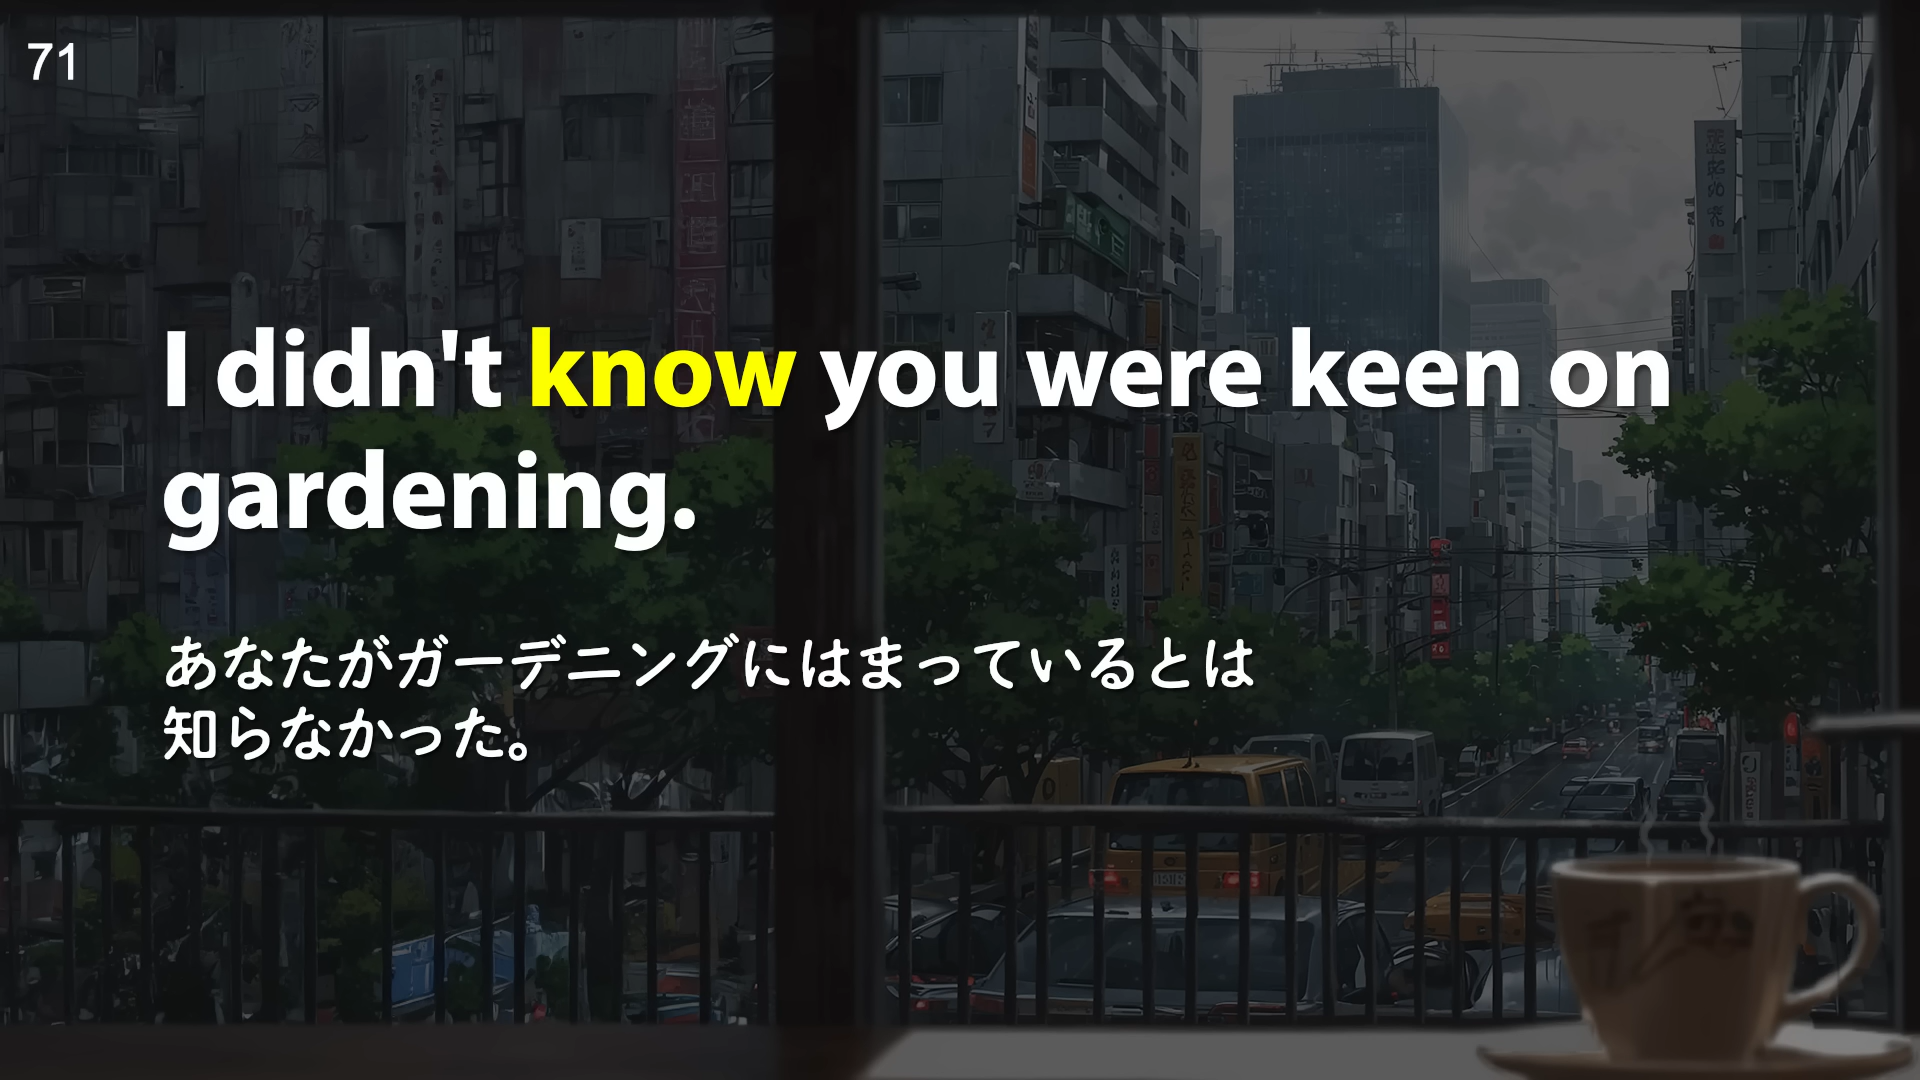 71
I didn't know you were keen on
gardening.
あなたがガーデニングにはまっているとは
知らなかった。